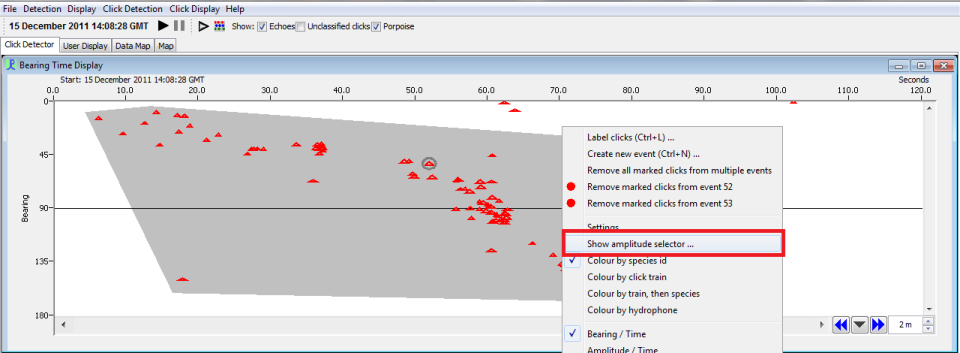 File Detection Display Click Detection Click Display Help
15 December 2011 14:08:28 GMT Show: Echoes Unclassified clicks Porpoise
Click Detector User Display Data Map Map
Bearing Time Display
Start: 15 December 2011 14:08:28 GMT Seconds
0.0 10.0 20.0 30.0 40.0 50.0 60.0 70.0 80.0 90.0 100.0 110.0 120.0
0
45
90
135
180
Bearing
Label clicks (Ctrl+L) ...
Create new event (Ctrl+N) ...
Remove all marked clicks from multiple events
Remove marked clicks from event 52
Remove marked clicks from event 53
Settings
Show amplitude selector ...
Colour by species id
Colour by click train
Colour by train, then species
Colour by hydrophone
Bearing / Time
Amplitude / Time
2 m